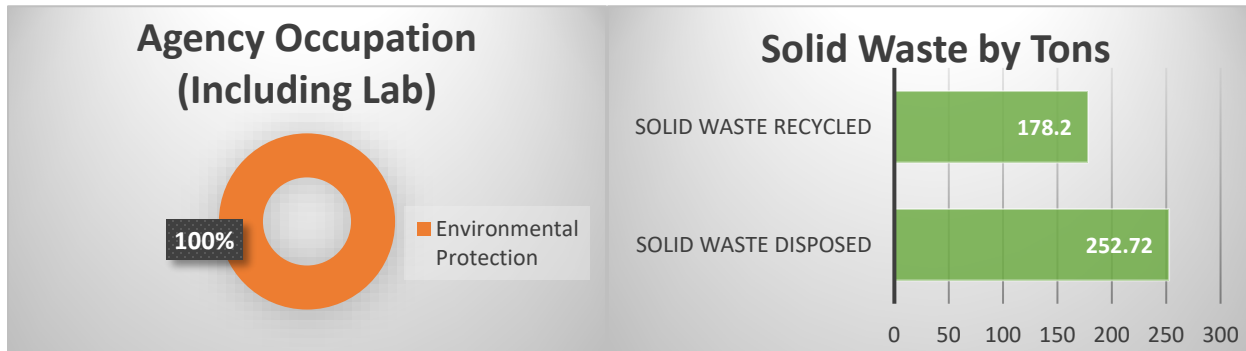 Agency Occupation
(Including Lab)
100%
Environmental
Protection
Solid Waste by Tons
SOLID WASTE RECYCLED
178.2
SOLID WASTE DISPOSED
252.72
0 50 100 150 200 250 300